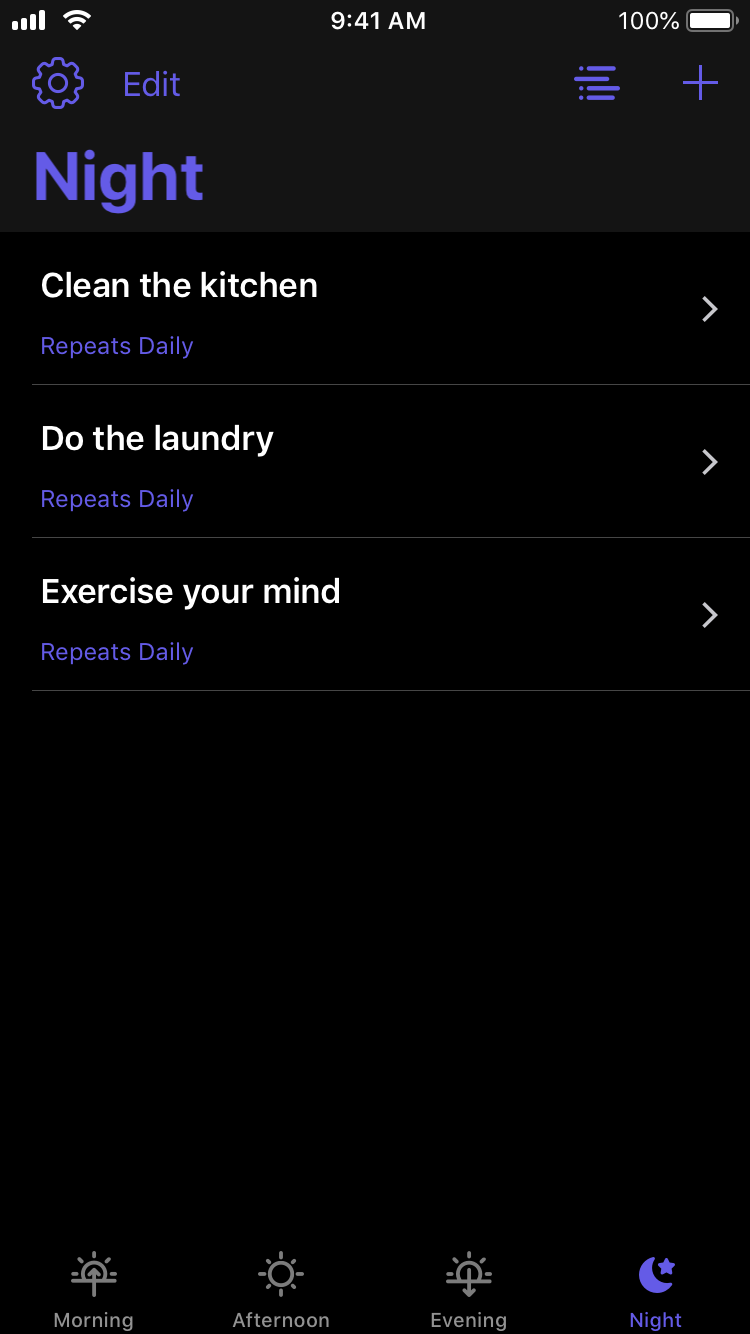 9:41 AM
100%
Edit
Night
Clean the kitchen
Repeats Daily
Do the laundry
Repeats Daily
Exercise your mind
Repeats Daily
Morning
Afternoon
Evening
Night